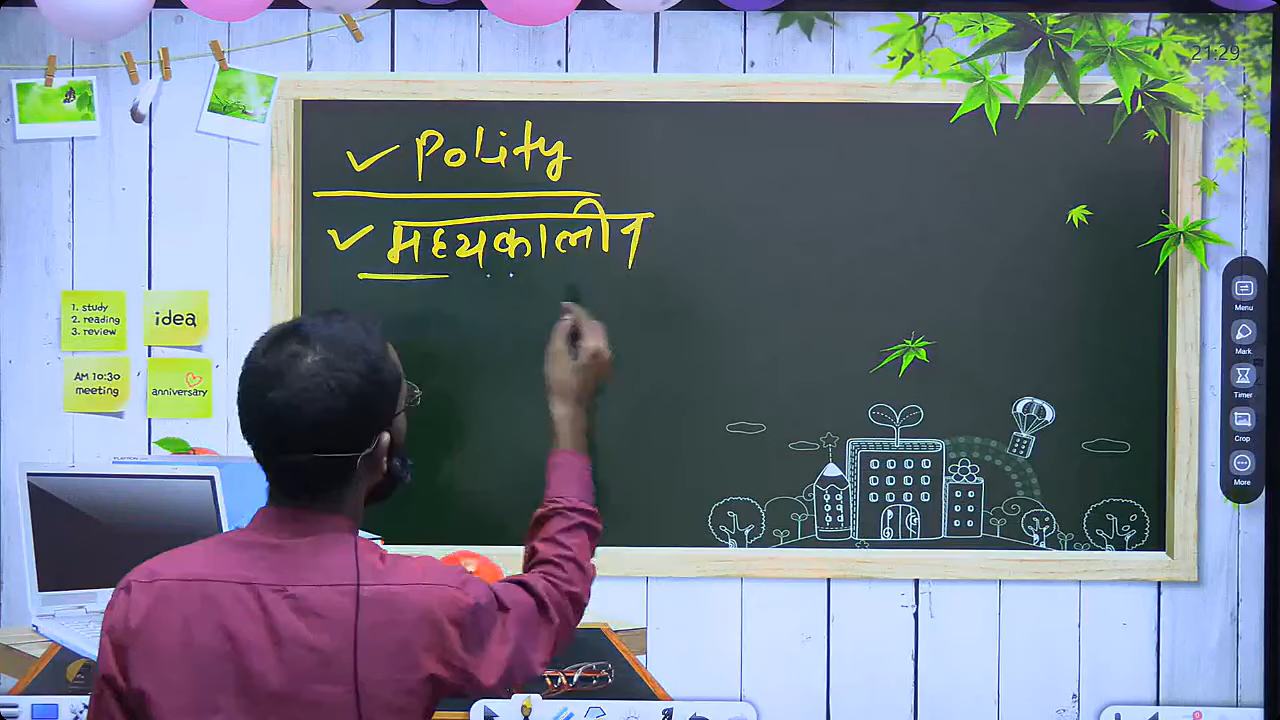 21:29
✓ Polity
✓ मध्यकालीन
1. study
2. reading
3. review
idea
AM 10:30
meeting
anniversary
Menu
Mark
Timer
Crop
More